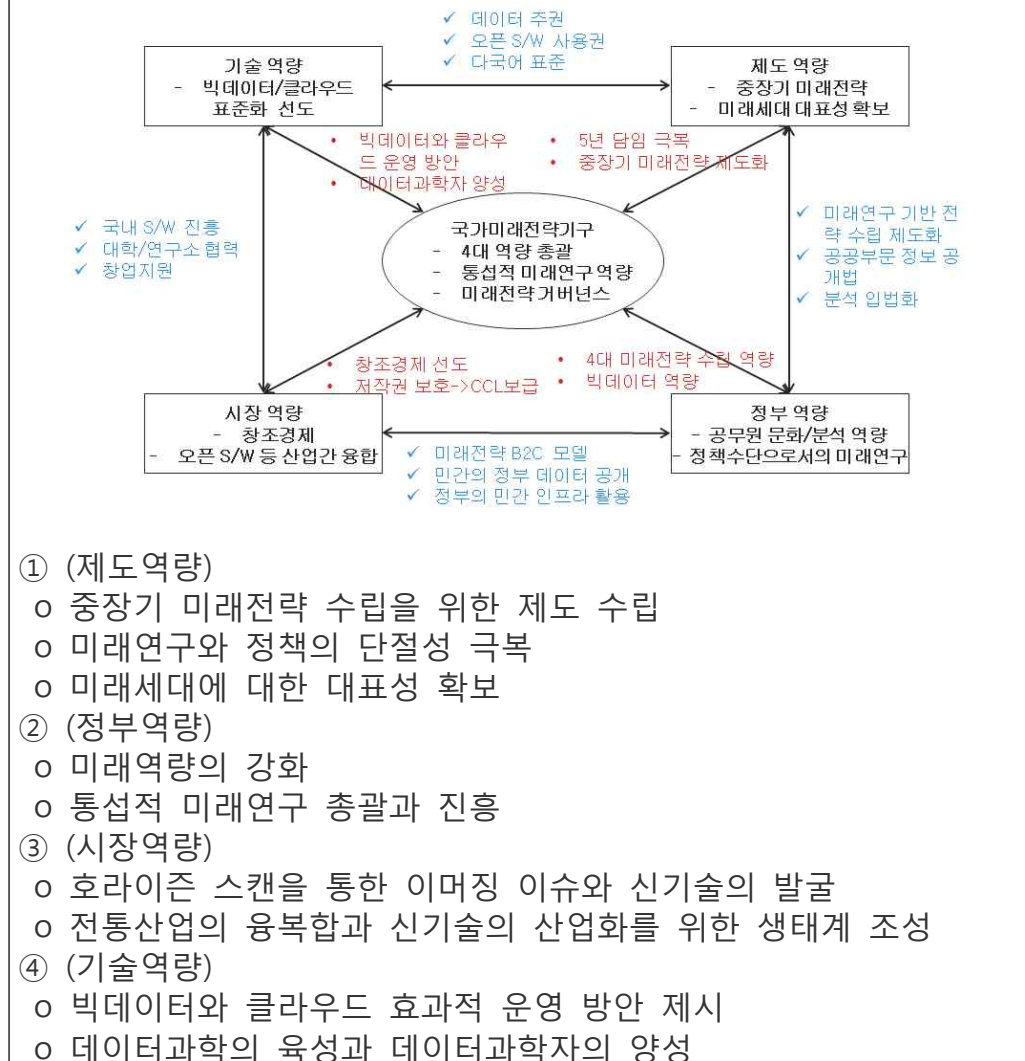 ✓ 데이터 주권
✓ 오픈 S/W 사용권
✓ 다국어 표준
기술 역량
- 빅데이터/클라우드
표준화 선도
제도 역량
- 중장기 미래전략
- 미래세대 대표성 확보
• 빅데이터와 클라우
드 운영 방안
• 데이터과학자 양성
• 5년 담임 극복
• 중장기 미래전략 제도화
✓ 국내 S/W 진흥
✓ 대학/연구소 협력
✓ 창업지원
국가미래전략기구
- 4대 역량 총괄
- 통섭적 미래연구 역량
- 미래전략 거버넌스
✓ 미래연구 기반 전
략 수립 제도화
✓ 공공부문 정보 공
개법
✓ 분석 입법화
• 창조경제 선도
• 저작권 보호->CCL보급
• 4대 미래전략 수립 역량
• 빅데이터 역량
시장 역량
- 창조경제
- 오픈 S/W 등 산업간 융합
✓ 미래전략 B2C 모델
✓ 민간의 정부 데이터 공개
✓ 정부의 민간 인프라 활용
정부 역량
- 공무원 문화/분석 역량
- 정책수단으로서의 미래연구
① (제도역량)
o 중장기 미래전략 수립을 위한 제도 수립
o 미래연구와 정책의 단절성 극복
o 미래세대에 대한 대표성 확보
② (정부역량)
o 미래역량의 강화
o 통섭적 미래연구 총괄과 진흥
③ (시장역량)
o 호라이즌 스캔을 통한 이머징 이슈와 신기술의 발굴
o 전통산업의 융복합과 신기술의 산업화를 위한 생태계 조성
④ (기술역량)
o 빅데이터와 클라우드 효과적 운영 방안 제시
o 데이터과학의 육성과 데이터과학자의 양성